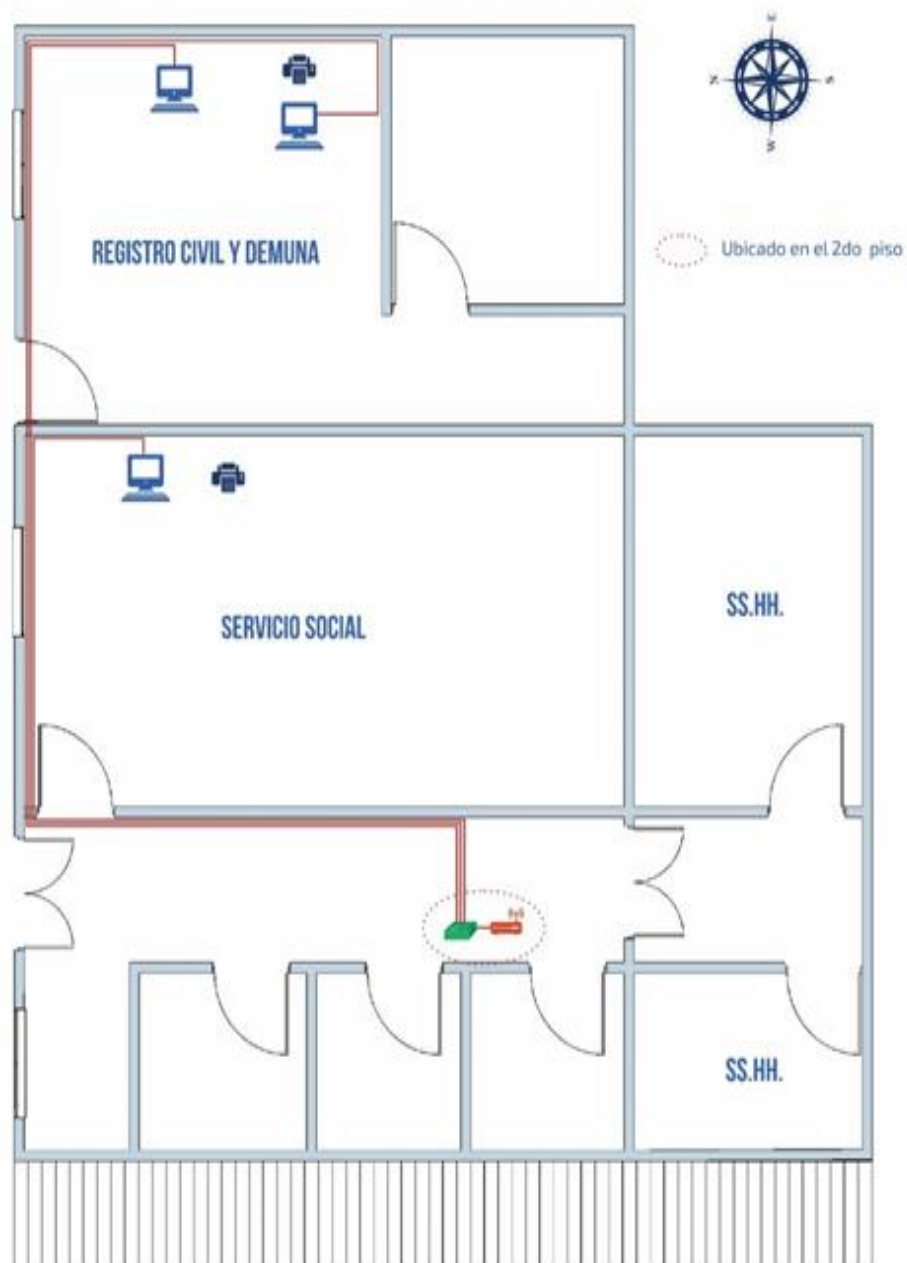 E
N
S
W
Ubicado en el 2do piso
REGISTRO CIVIL Y DEMUNA
SERVICIO SOCIAL
SS.HH.
SS.HH.